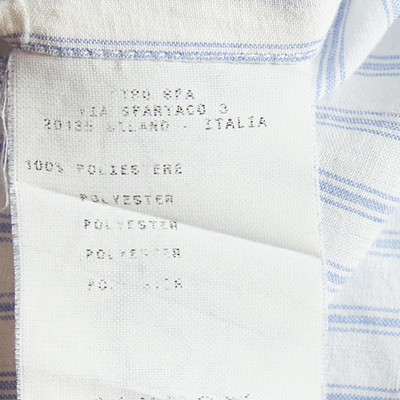 SPA
VIA SPARTACO 3
20135 MILANO - ITALIA
100% POLIESTERE
POLYESTER
POLYESTER
POLYESTER